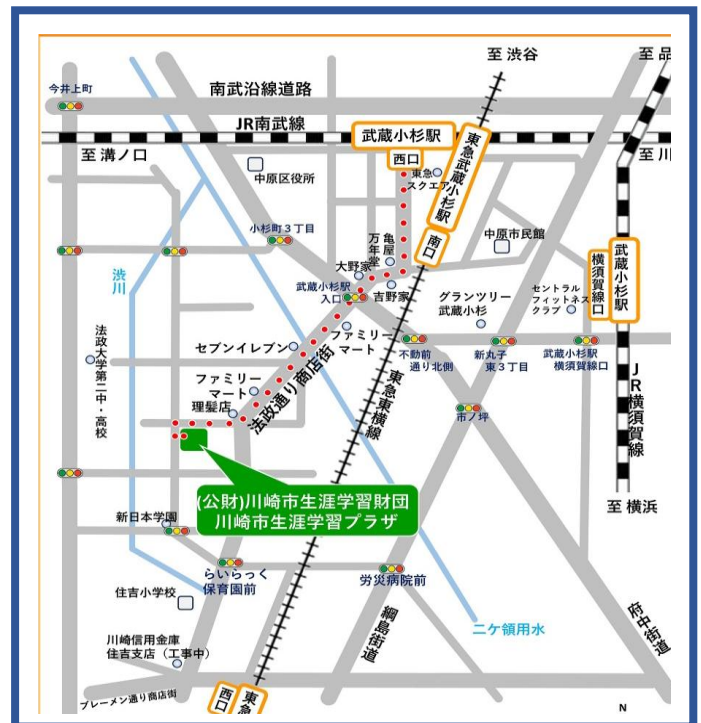 至 渋谷
至 品
今井上町
南武沿線道路
JR南武線
武蔵小杉駅
西口
至 溝ノ口
至 川
東急
スクエア
東急武蔵小杉駅
南口
中原区役所
小杉町３丁目
中原市民館
亀屋
万年堂
大野家
吉野家
武蔵小杉駅
入口
渋川
横須賀線口
武蔵小杉駅
セントラル
フィットネス
クラブ
グランツリー
武蔵小杉
ファミリー
マート
セブンイレブン
不動前
通り北側
新丸子
東３丁目
武蔵小杉駅
横須賀線口
法政大学第二中・高校
ファミリー
マート
理髪店
法政通り商店街
東急東横線
JR横須賀線
市ノ坪
(公財)川崎市生涯学習財団
川崎市生涯学習プラザ
至 横浜
新日本学園
らいらっく
保育園前
労災病院前
住吉小学校
綱島街道
二ケ領用水
府中街道
川崎信用金庫
住吉支店（工事中）
ブレーメン通り商店街
西口
東急
N